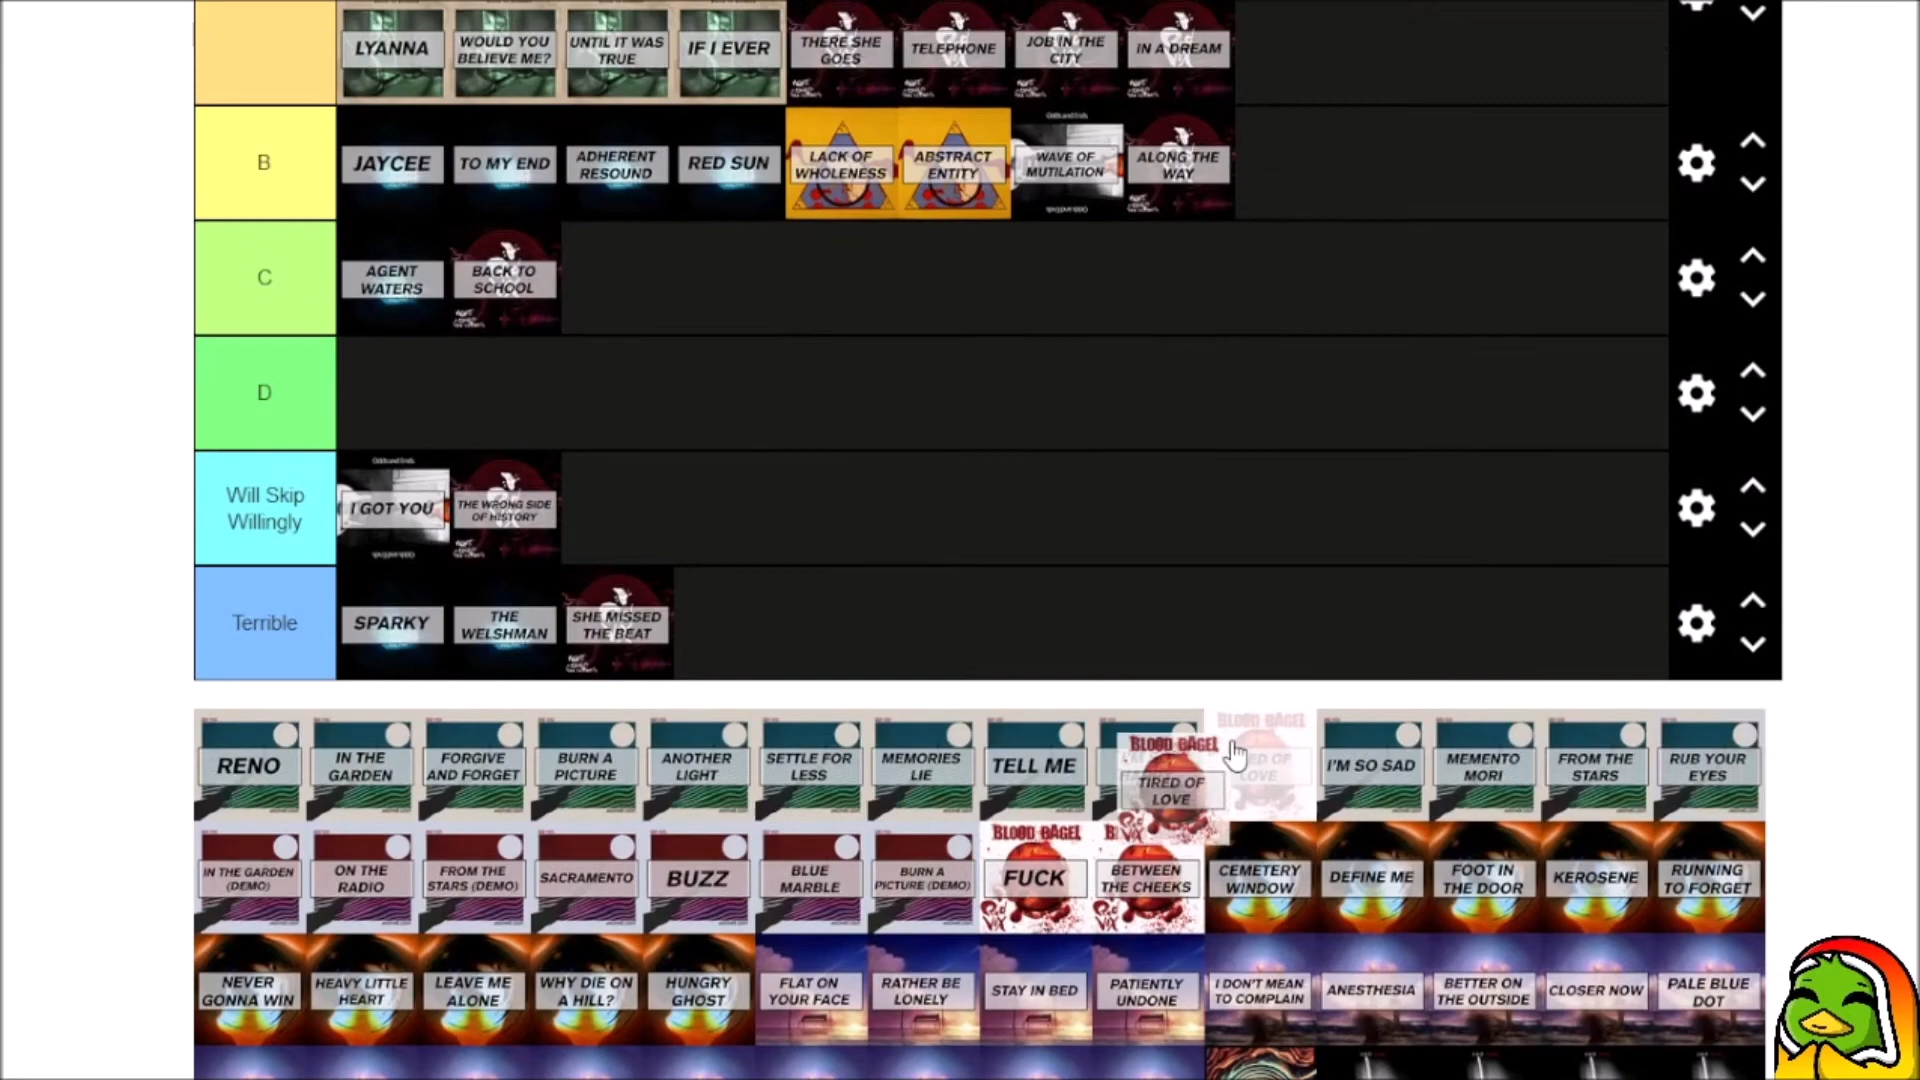 LYANNA
WOULD YOU
BELIEVE ME?
UNTIL IT WAS
TRUE
IF I EVER
THERE SHE
GOES
TELEPHONE
JOB IN THE
CITY
IN A DREAM
B
JAYCEE
TO MY END
ADHERENT
RESOUND
RED SUN
LACK OF
WHOLENESS
ABSTRACT
ENTITY
Odds and Ends
WAVE OF
MUTILATION
ALONG THE
WAY
C
AGENT
WATERS
BACK TO
SCHOOL
D
Will Skip
Willingly
Odds and Ends
I GOT YOU
THE WRONG SIDE
OF HISTORY
Terrible
SPARKY
THE
WELSHMAN
SHE MISSED
THE BEAT
RENO
IN THE
GARDEN
FORGIVE
AND FORGET
BURN A
PICTURE
ANOTHER
LIGHT
SETTLE FOR
LESS
MEMORIES
LIE
TELL ME
BLOOD BAGEL
TIRED OF
LOVE
BLOOD BAGEL
I'M SO SAD
MEMENTO
MORI
FROM THE
STARS
RUB YOUR
EYES
IN THE GARDEN
(DEMO)
ON THE
RADIO
FROM THE
STARS (DEMO)
SACRAMENTO
BUZZ
BLUE
MARBLE
BURN A
PICTURE (DEMO)
BLOOD BAGEL
FUCK
BETWEEN
THE CHEEKS
CEMETERY
WINDOW
DEFINE ME
FOOT IN
THE DOOR
KEROSENE
RUNNING
TO FORGET
NEVER
GONNA WIN
HEAVY LITTLE
HEART
LEAVE ME
ALONE
WHY DIE ON
A HILL?
HUNGRY
GHOST
FLAT ON
YOUR FACE
RATHER BE
LONELY
STAY IN BED
PATIENTLY
UNDONE
I DON'T MEAN
TO COMPLAIN
ANESTHESIA
BETTER ON
THE OUTSIDE
CLOSER NOW
PALE BLUE
DOT